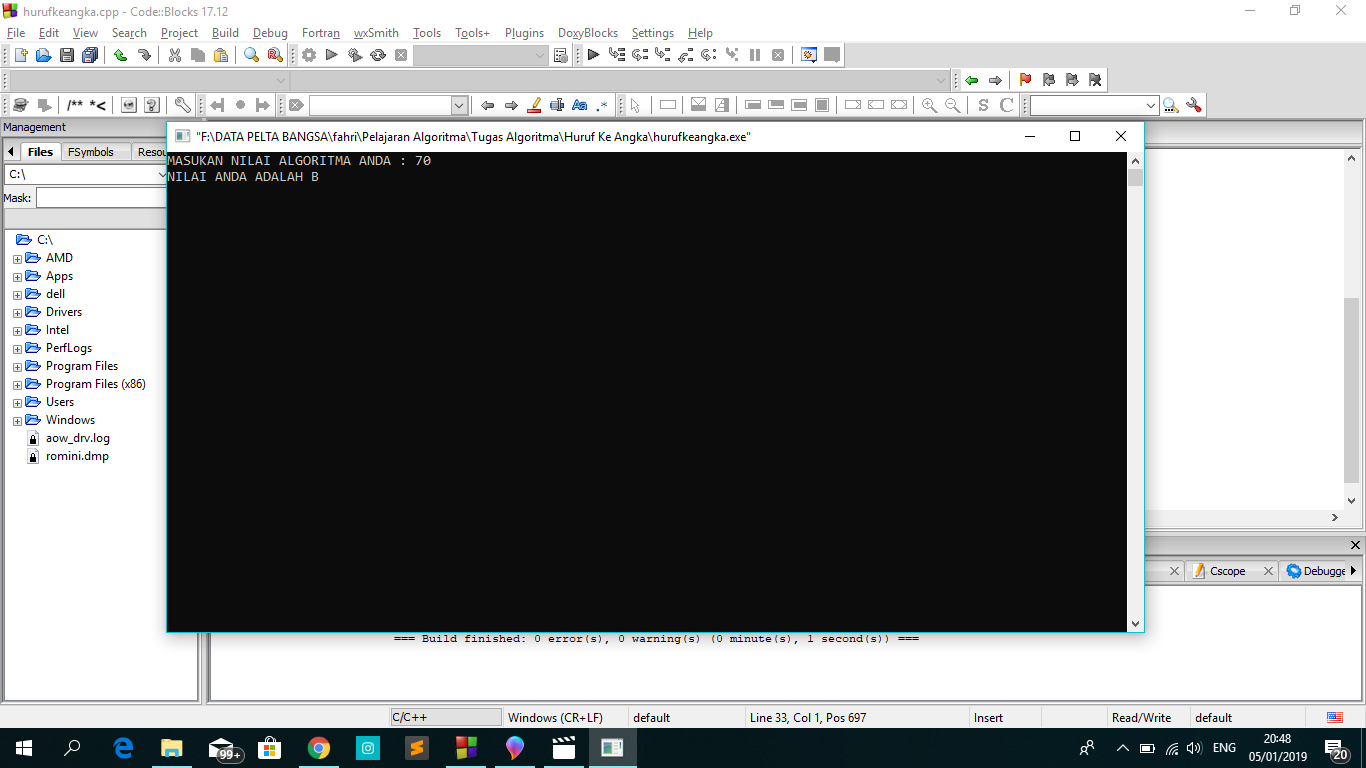 hurufkeangka.cpp - Code::Blocks 17.12
File Edit View Search Project Build Debug Fortran wxSmith Tools Tools+ Plugins DoxyBlocks Settings Help
/** *<
Aa .*
S C
Management
Files FSymbols Resou
C:\
Mask:
C:\
AMD
Apps
dell
Drivers
Intel
PerfLogs
Program Files
Program Files (x86)
Users
Windows
aow_drv.log
romini.dmp
"F:\DATA PELTA BANGSA\fahri\Pelajaran Algoritma\Tugas Algoritma\Huruf Ke Angka\hurufkeangka.exe"
MASUKAN NILAI ALGORITMA ANDA : 70
NILAI ANDA ADALAH B
Cscope Debugge
=== Build finished: 0 error(s), 0 warning(s) (0 minute(s), 1 second(s)) ===
C/C++ Windows (CR+LF) default Line 33, Col 1, Pos 697 Insert Read/Write default
99+
ENG
20:48
05/01/2019
20